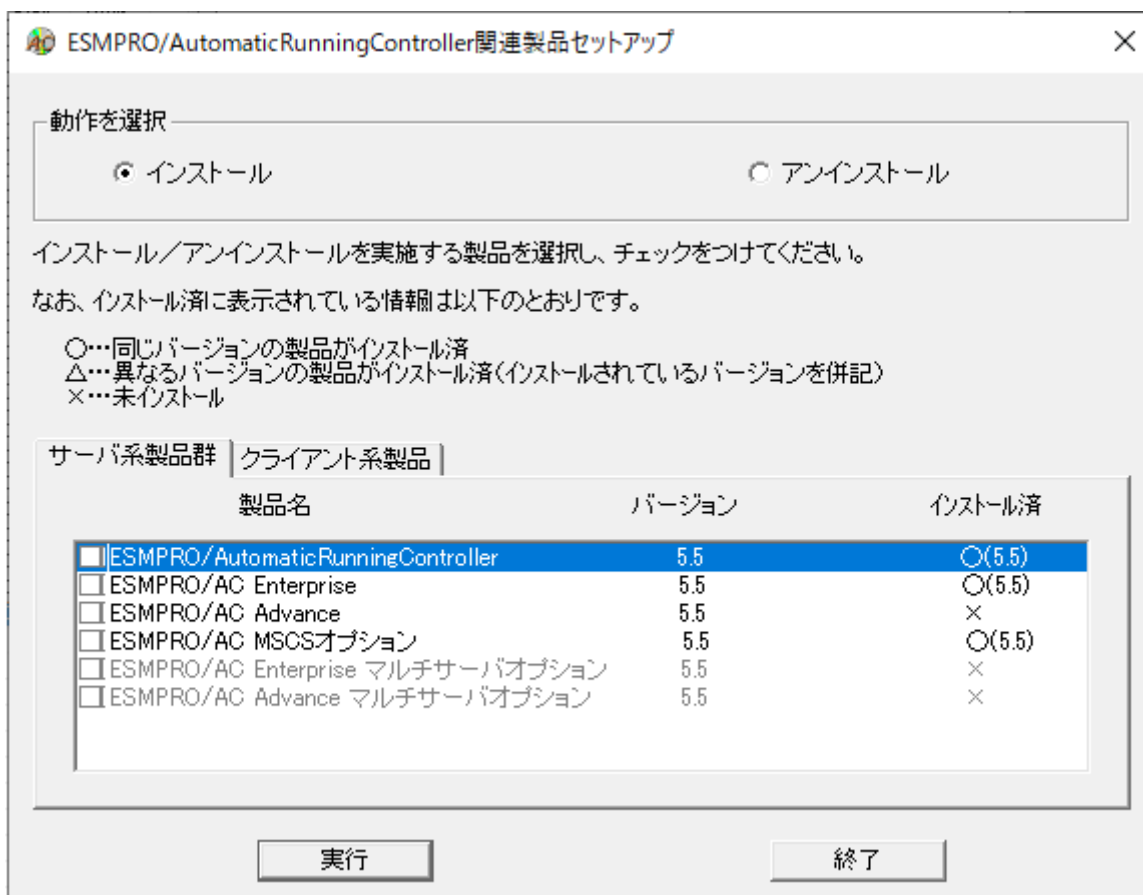 ESMPRO/AutomaticRunningController関連製品セットアップ
動作を選択
インストール
アンインストール
インストール／アンインストールを実施する製品を選択し、チェックをつけてください。
なお、インストール済に表示されている情報は以下のとおりです。
○…同じバージョンの製品がインストール済
△…異なるバージョンの製品がインストール済(インストールされているバージョンを併記)
×…未インストール
サーバ系製品群 クライアント系製品
製品名 バージョン インストール済
ESMPRO/AutomaticRunningController 5.5 ○(5.5)
ESMPRO/AC Enterprise 5.5 ○(5.5)
ESMPRO/AC Advance 5.5 ×
ESMPRO/AC MSCSオプション 5.5 ○(5.5)
ESMPRO/AC Enterprise マルチサーバオプション 5.5 ×
ESMPRO/AC Advance マルチサーバオプション 5.5 ×
実行 終了